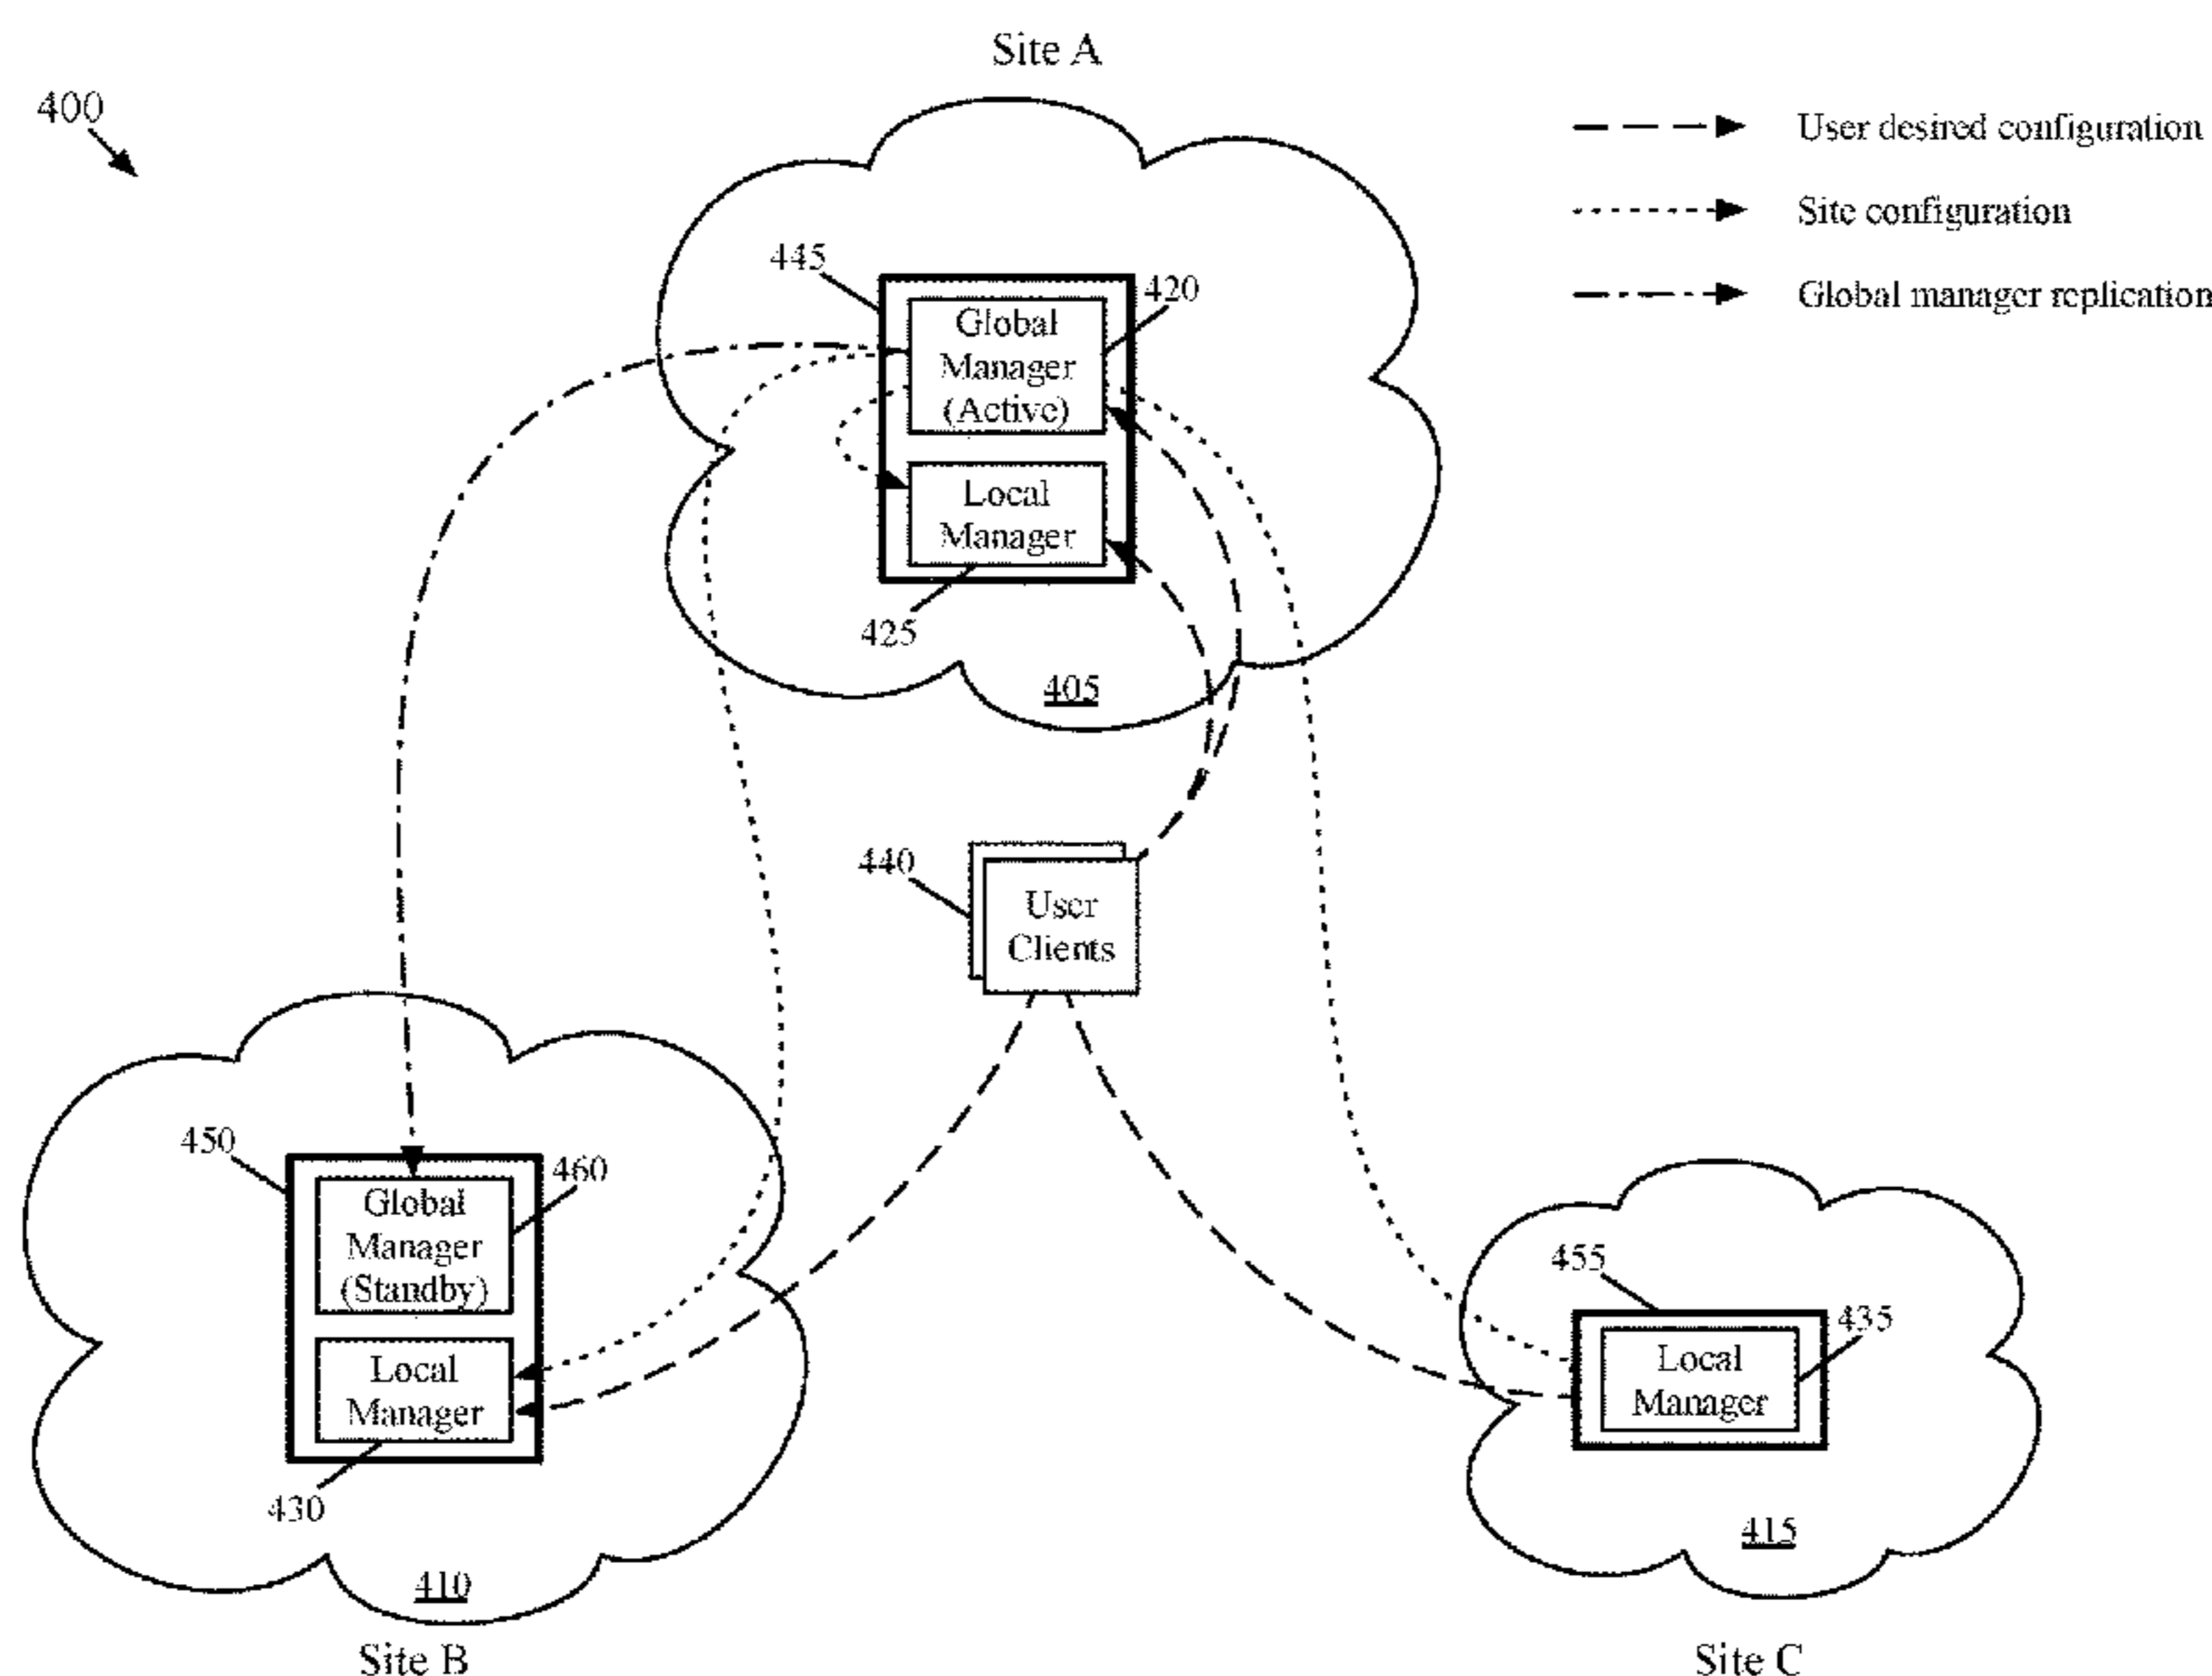 Site A
400
User desired configuration
Site configuration
Global manager replication
445
420
Global
Manager
(Active)
Local
Manager
425
405
440
User
Clients
450
460
Global
Manager
(Standby)
Local
Manager
430
410
Site B
455
435
Local
Manager
415
Site C